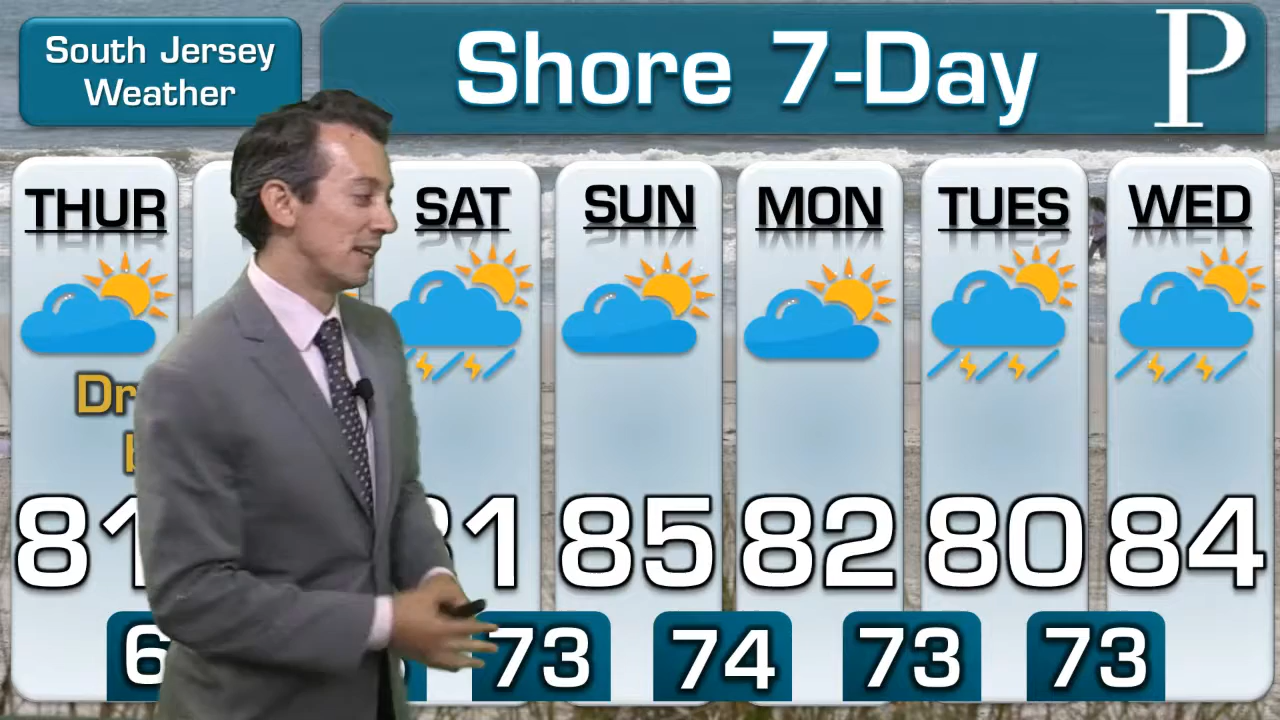 South Jersey
Weather
Shore 7-Day
P
THUR
SAT
SUN
MON
TUES
WED
81
85
82
80
84
73
74
73
73